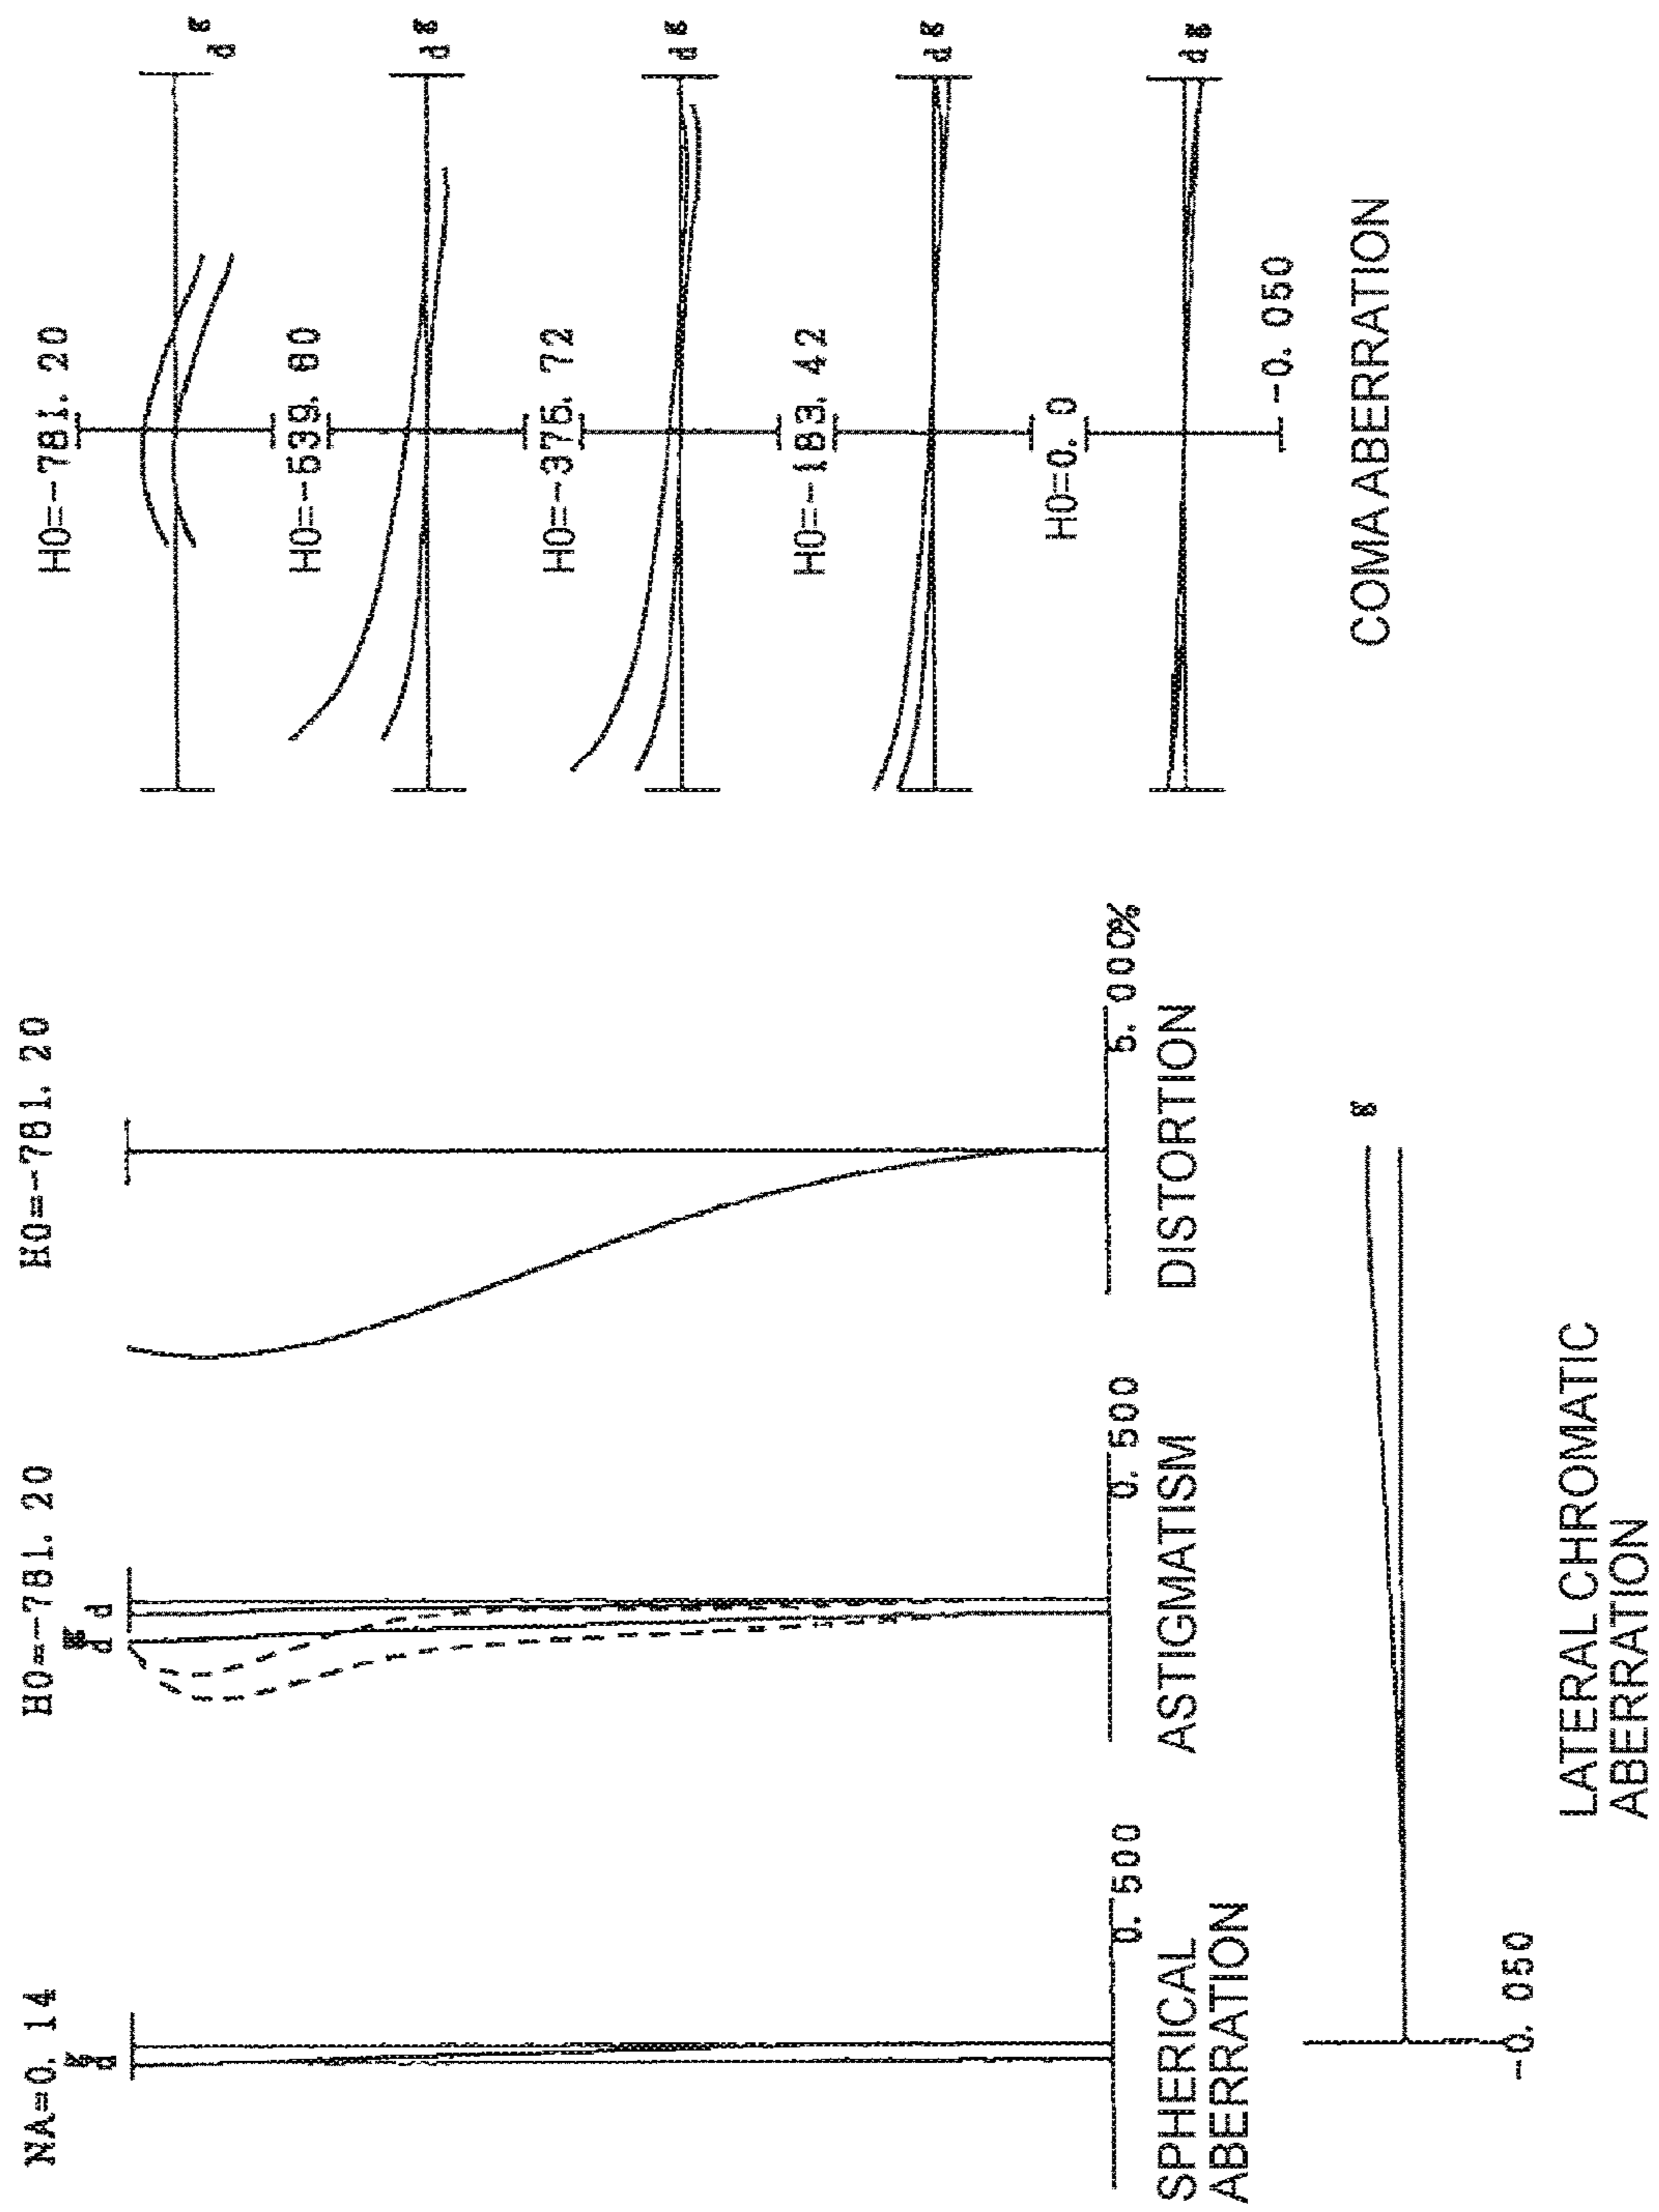 NA=0. 14
g
d
0. 500
SPHERICAL
ABERRATION
H0=-781. 20
g
d d
0. 500
ASTIGMATISM
H0=-781. 20
5. 000%
DISTORTION
g
-0. 050
LATERAL CHROMATIC
ABERRATION
H0=-781. 20
g
d
H0=-539. 80
g
d
H0=-376. 72
g
d
H0=-183. 42
g
d
H0=0. 0
g
d
-0. 050
COMA ABERRATION